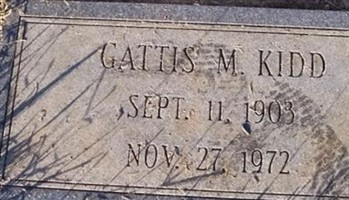 GATTIS M. KIDD
SEPT. 11, 1903
NOV. 27, 1972